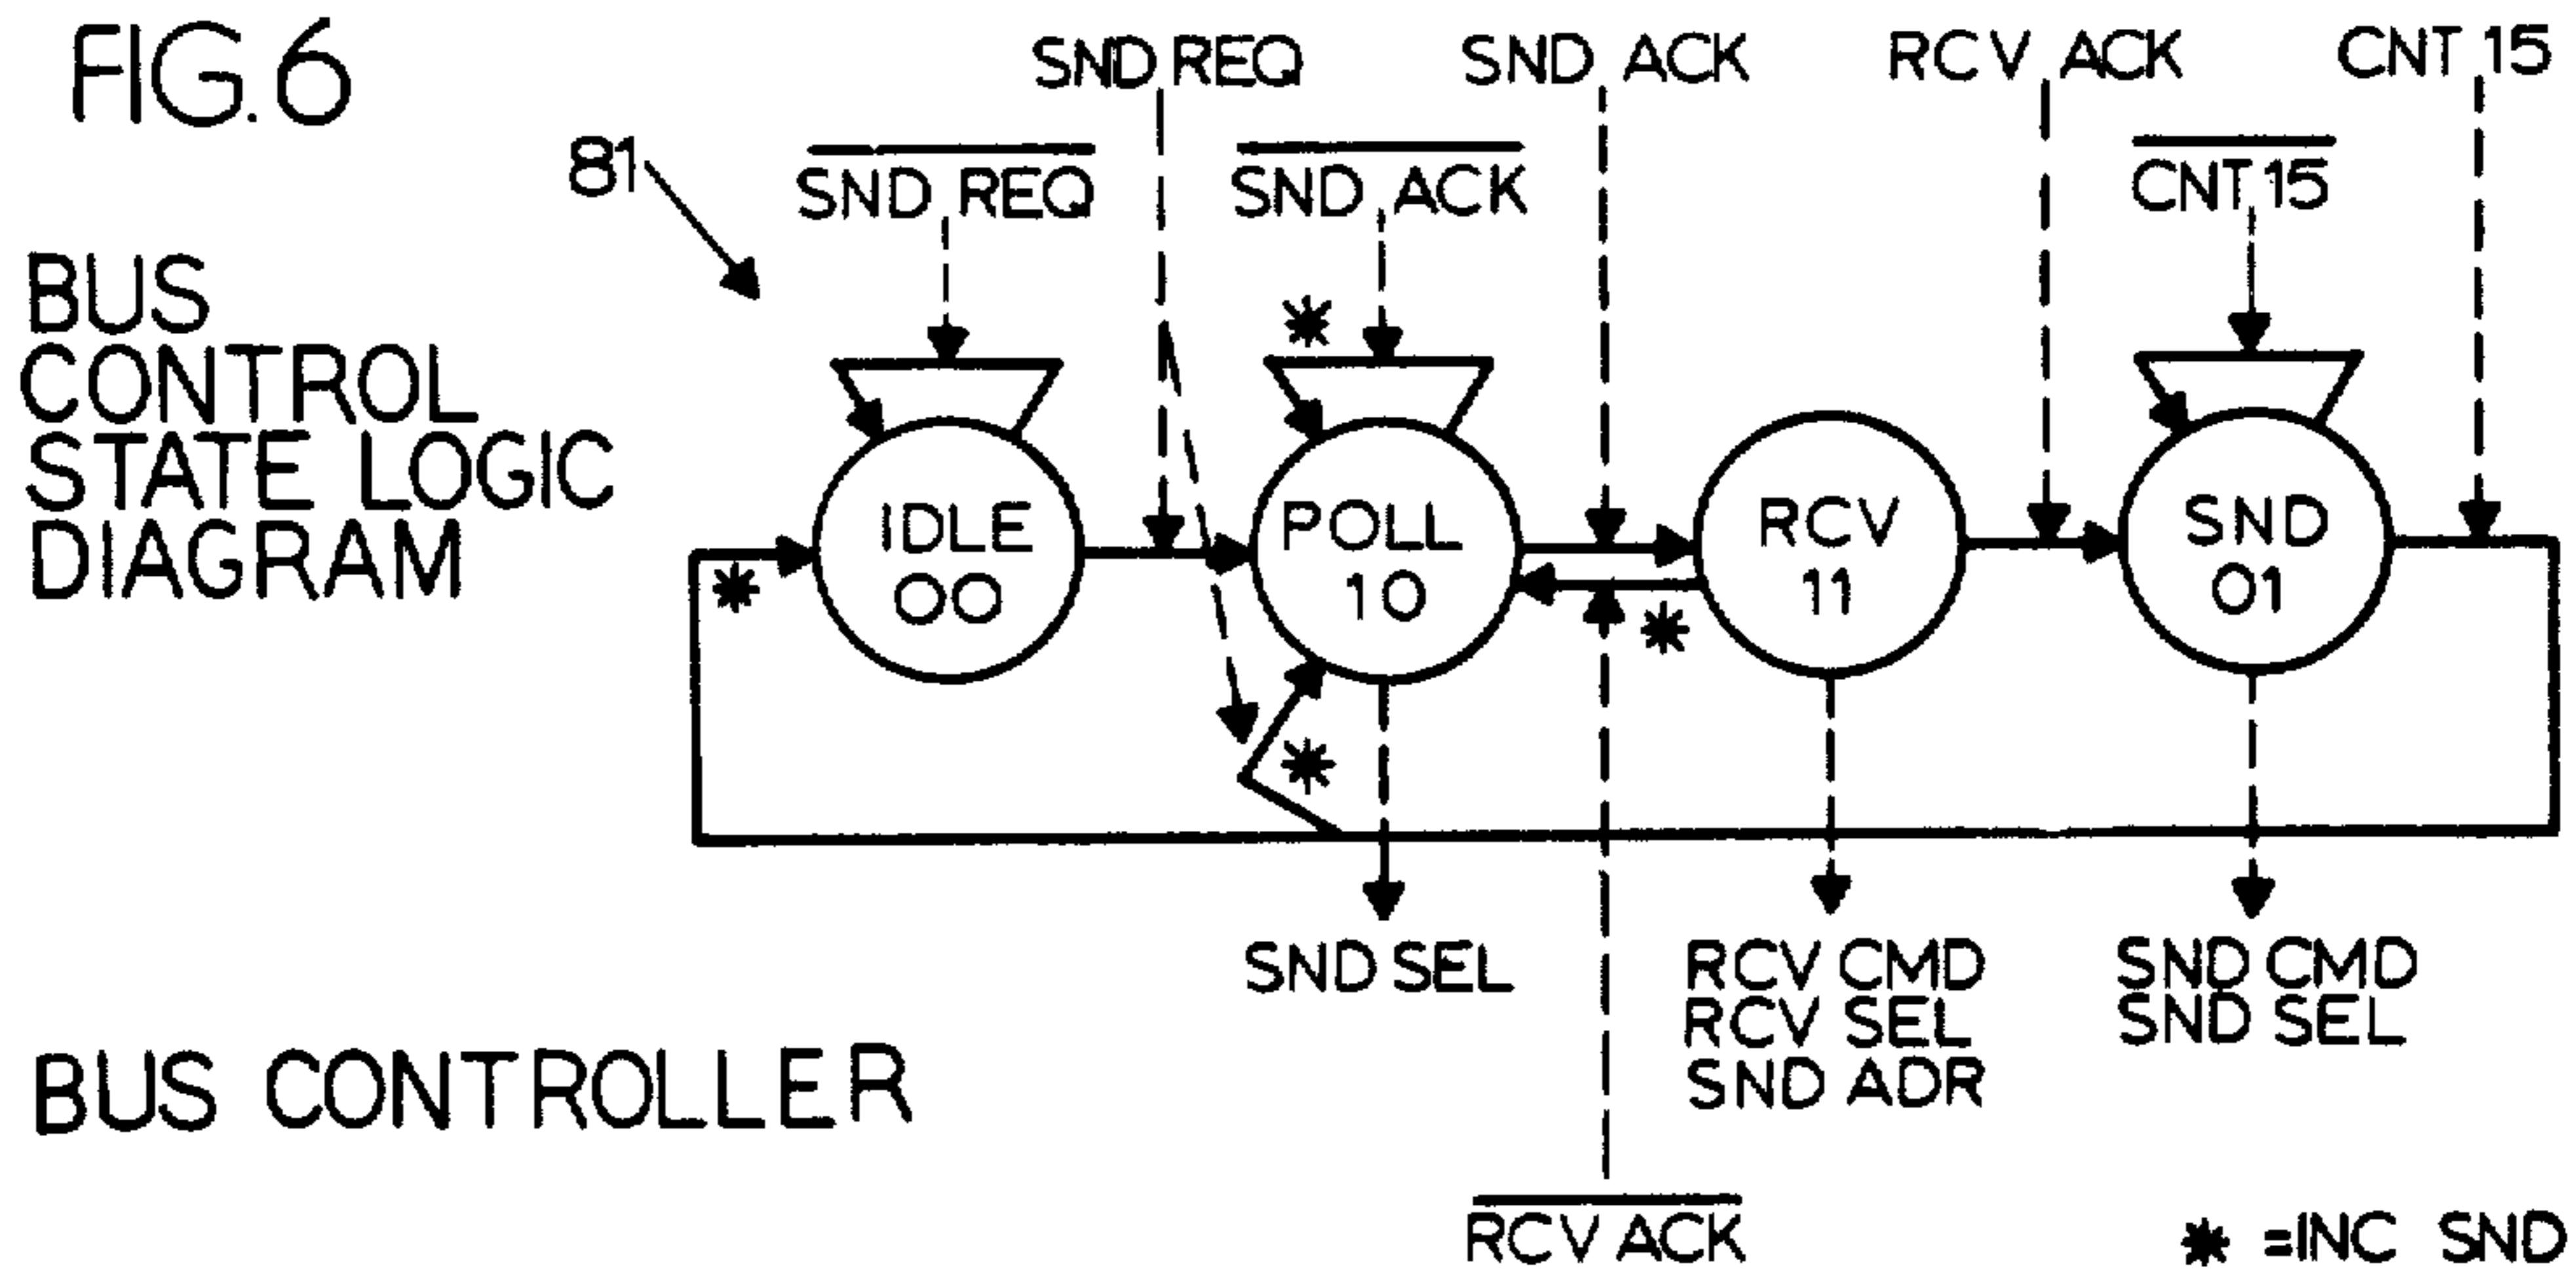 FIG. 6
SND REQ
SND ACK
RCV ACK
CNT 15
81
SND REQ
SND ACK
CNT 15
BUS
CONTROL
STATE LOGIC
DIAGRAM
IDLE
00
POLL
10
RCV
11
SND
01
SND SEL
RCV CMD
RCV SEL
SND ADR
SND CMD
SND SEL
BUS CONTROLLER
RCV ACK
* =INC SND